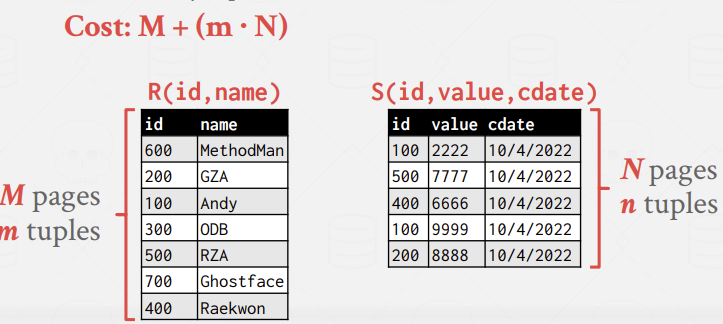 Cost: M + (m · N)
R(id,name)
id name
600 MethodMan
200 GZA
100 Andy
300 ODB
500 RZA
700 Ghostface
400 Raekwon
M pages
m tuples
S(id,value,cdate)
id value cdate
100 2222 10/4/2022
500 7777 10/4/2022
400 6666 10/4/2022
100 9999 10/4/2022
200 8888 10/4/2022
N pages
n tuples